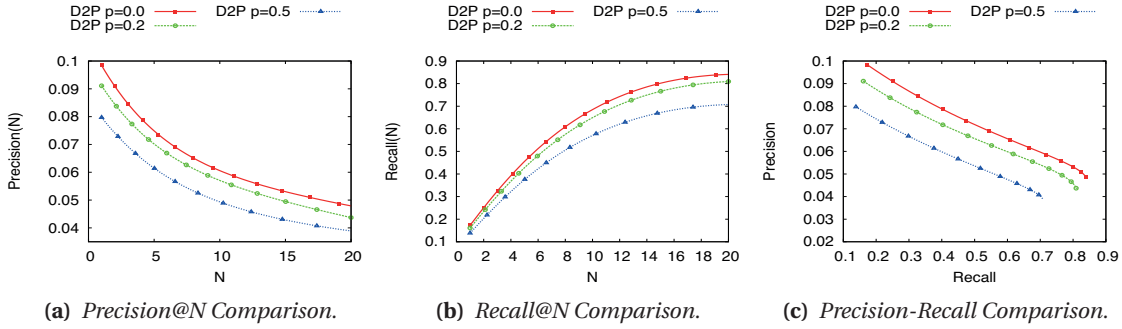 D2P p=0.0 D2P p=0.5
D2P p=0.2
0.1
0.09
0.08
0.07
0.06
0.05
0.04
Precision(N)
0 5 10 15 20
N
(a) Precision@N Comparison.
D2P p=0.0 D2P p=0.5
D2P p=0.2
0.9
0.8
0.7
0.6
0.5
0.4
0.3
0.2
0.1
Recall(N)
0 2 4 6 8 10 12 14 16 18 20
N
(b) Recall@N Comparison.
D2P p=0.0 D2P p=0.5
D2P p=0.2
0.1
0.09
0.08
0.07
0.06
0.05
0.04
0.03
0.02
Precision
0.1 0.2 0.3 0.4 0.5 0.6 0.7 0.8 0.9
Recall
(c) Precision-Recall Comparison.